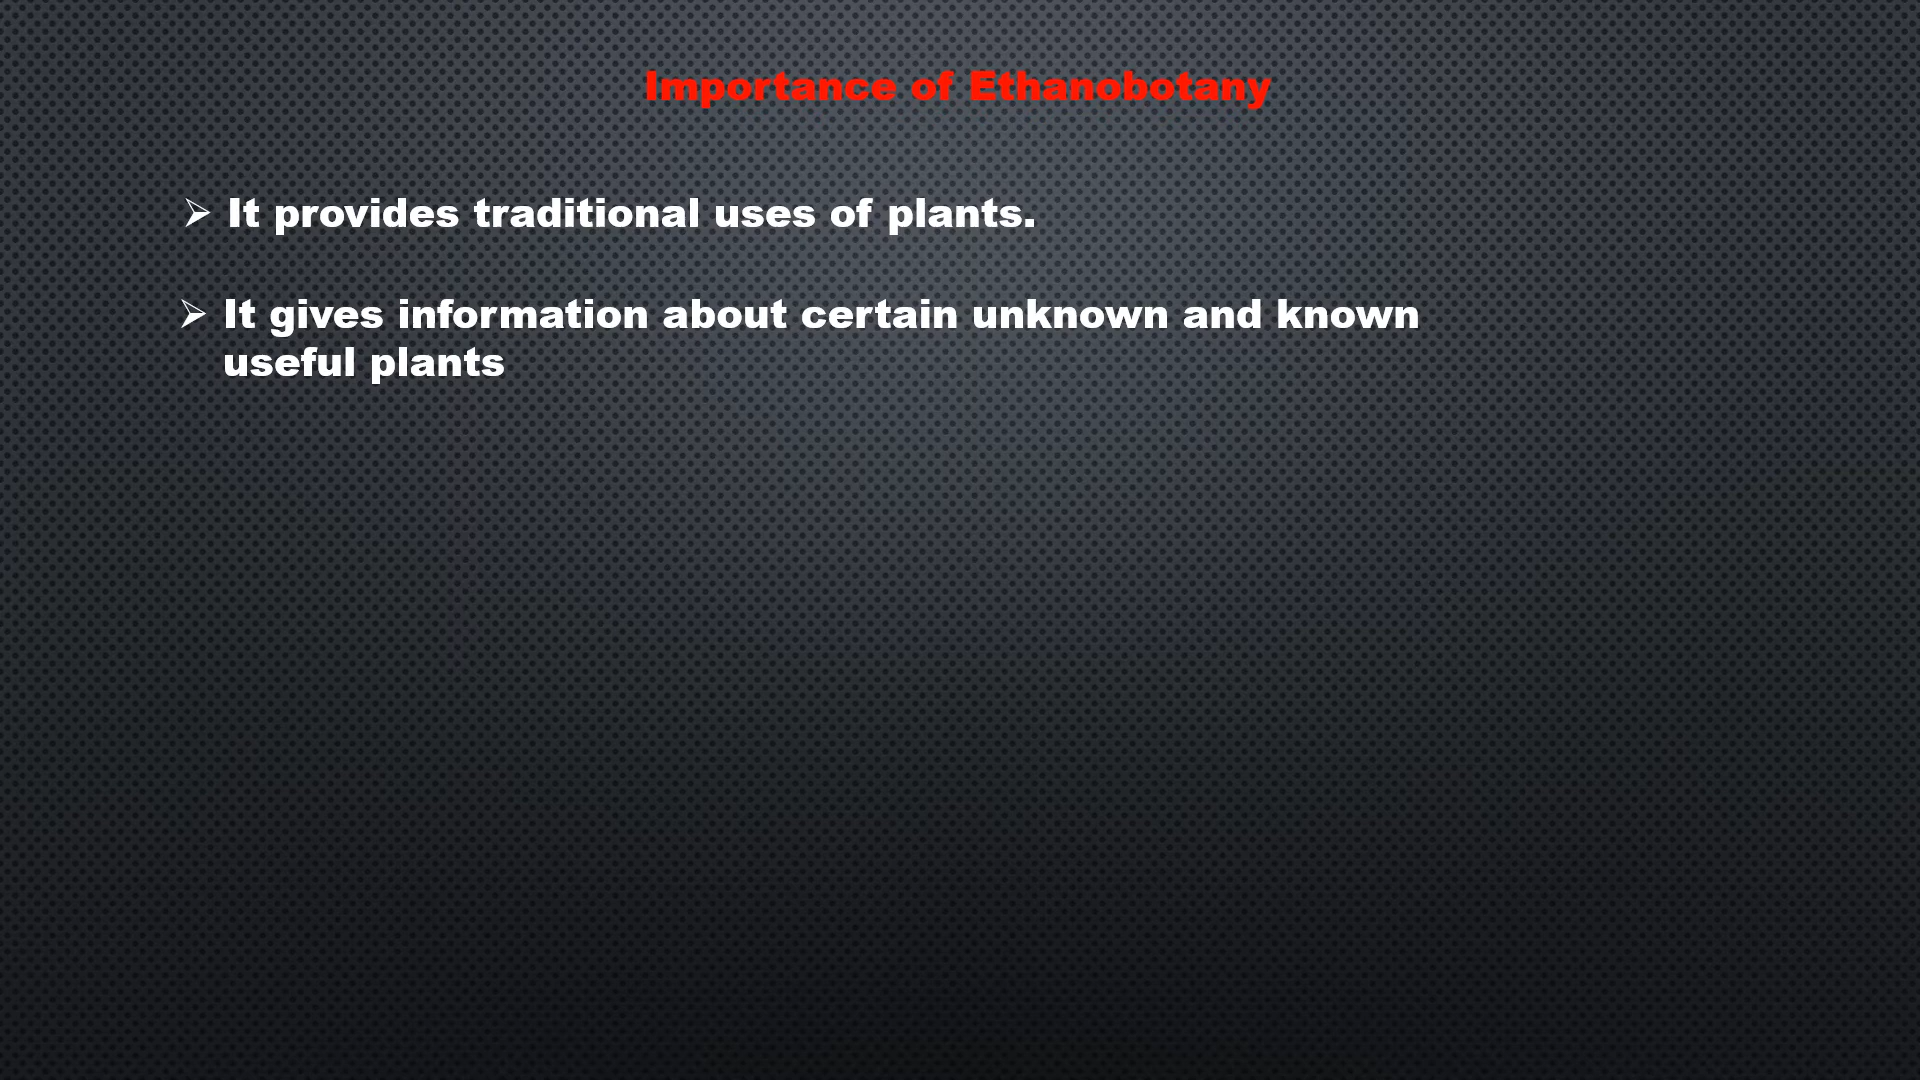 Importance of Ethanobotany
➢ It provides traditional uses of plants.
➢ It gives information about certain unknown and known
useful plants